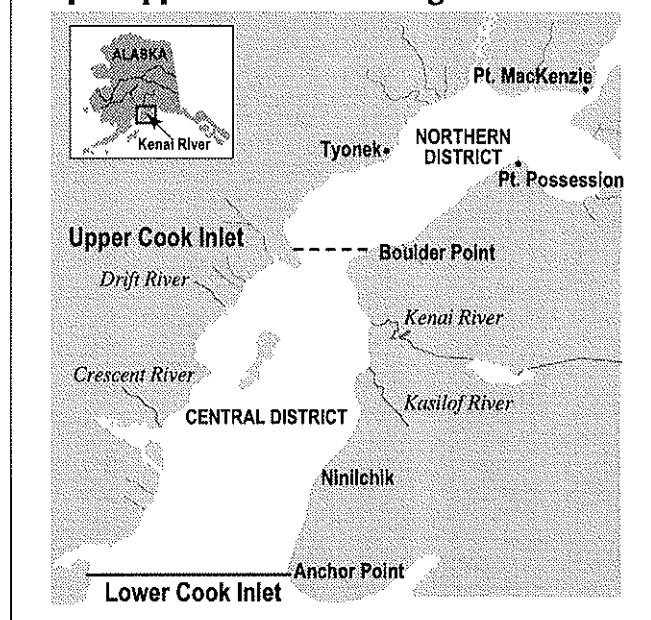 ALASKA
Kenai River
Pt. MacKenzie
NORTHERN
DISTRICT
Tyonek
Pt. Possession
Upper Cook Inlet
Boulder Point
Drift River
Kenai River
Crescent River
Kasilof River
CENTRAL DISTRICT
Ninilchik
Anchor Point
Lower Cook Inlet